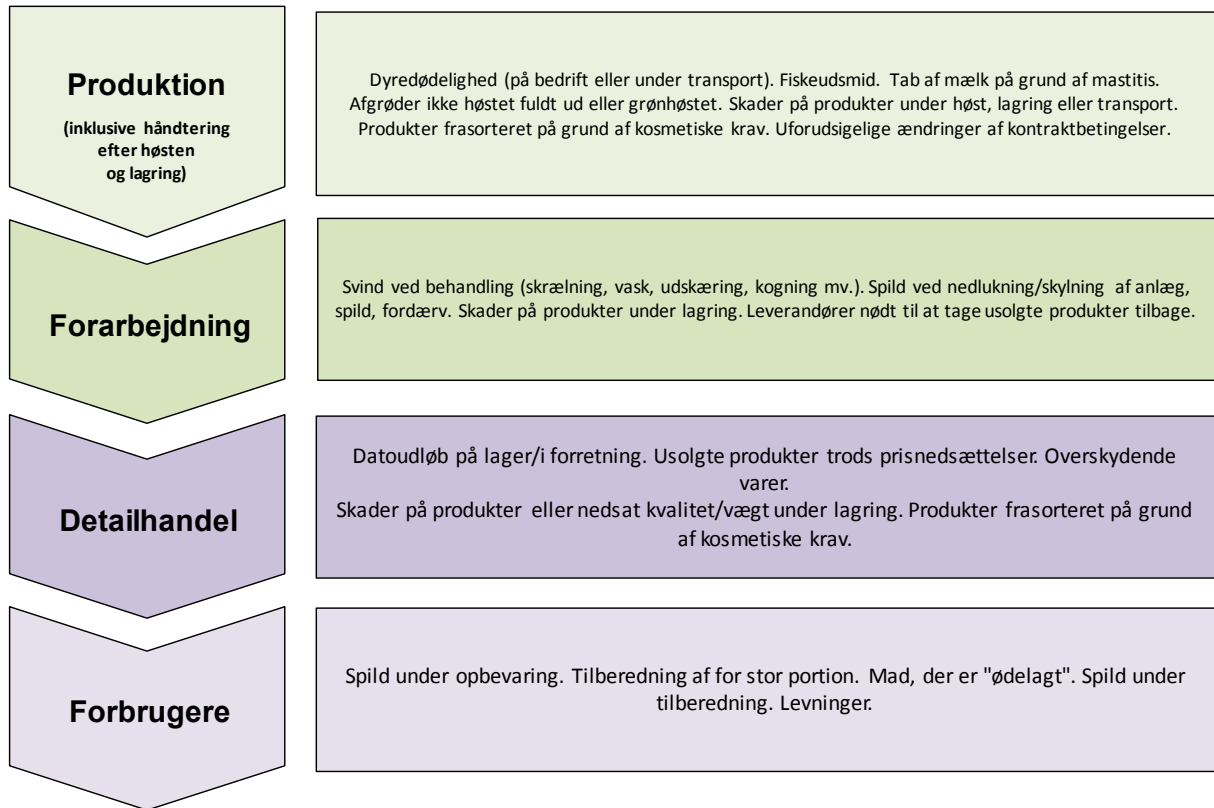 Produktion
(inklusive håndtering
efter høsten
og lagring)
Dyredødelighed (på bedrift eller under transport). Fiskeudsmid. Tab af mælk på grund af mastitis.
Afgrøder ikke høstet fuldt ud eller grønhøstet. Skader på produkter under høst, lagring eller transport.
Produkter frasorteret på grund af kosmetiske krav. Uforudsigelige ændringer af kontraktbetingelser.
Forarbejdning
Svind ved behandling (skrælning, vask, udskæring, kogning mv.). Spild ved nedlukning/skylning af anlæg,
spild, fordærv. Skader på produkter under lagring. Leverandører nødt til at tage usolgte produkter tilbage.
Detailhandel
Datoudløb på lager/i forretning. Usolgte produkter trods prisnedsættelser. Overskydende
varer.
Skader på produkter eller nedsat kvalitet/vægt under lagring. Produkter frasorteret på grund
af kosmetiske krav.
Forbrugere
Spild under opbevaring. Tilberedning af for stor portion. Mad, der er "ødelagt". Spild under
tilberedning. Levninger.